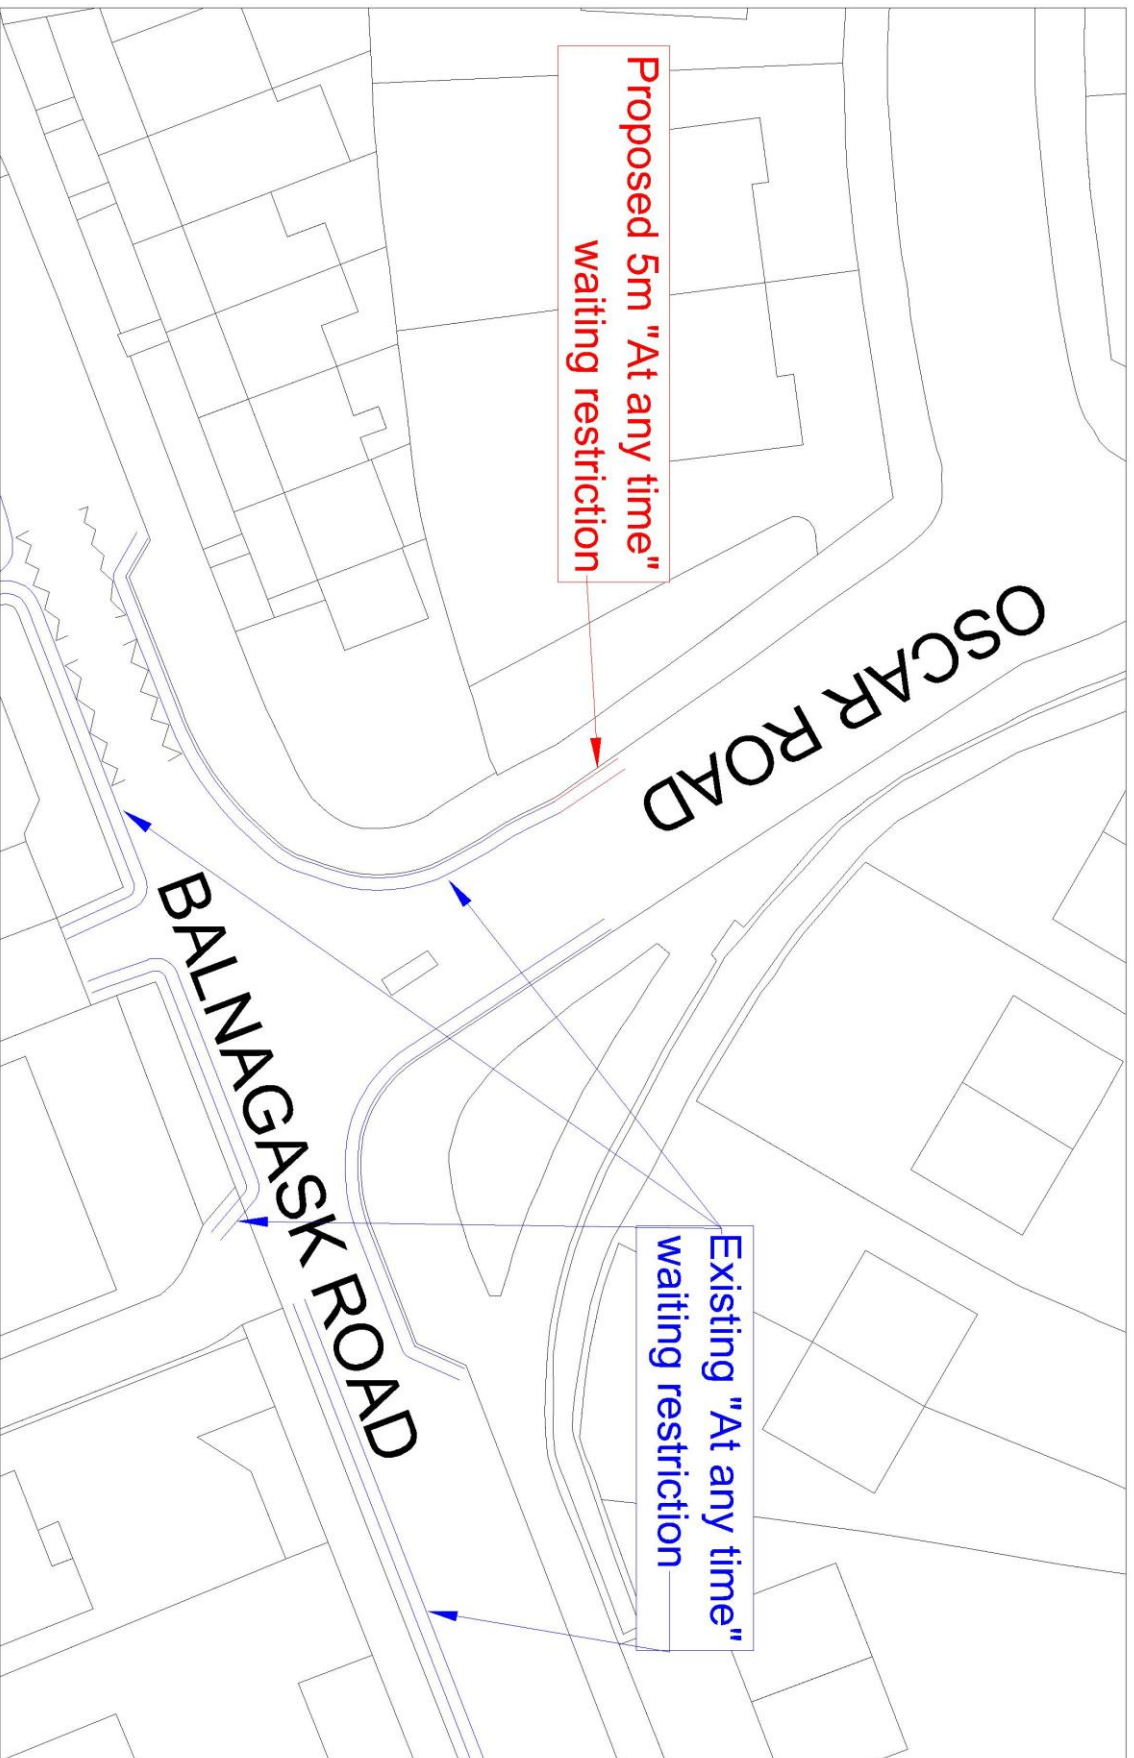 Proposed 5m "At any time"
waiting restriction
OSCAR ROAD
BALNAGASK ROAD
Existing "At any time"
waiting restriction